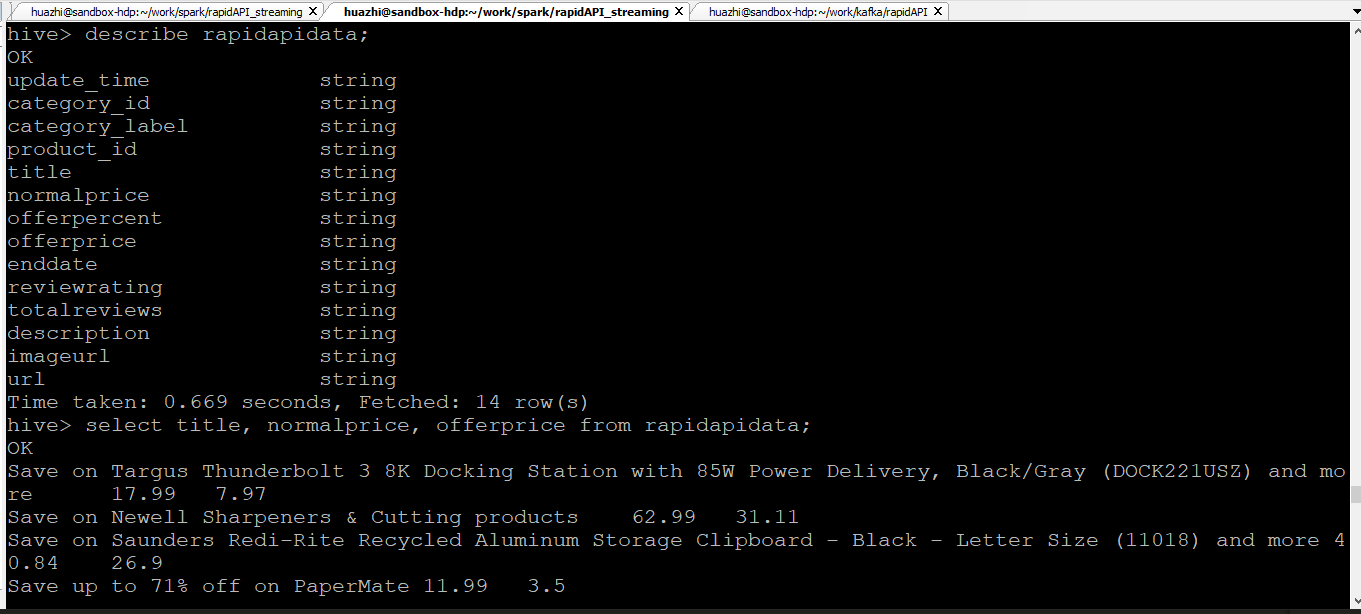 huazhi@sandbox-hdp:~/work/spark/rapidAPI_streaming X huazhi@sandbox-hdp:~/work/spark/rapidAPI_streaming X huazhi@sandbox-hdp:~/work/kafka/rapidAPI X
hive> describe rapidapidata;
OK
update_time string
category_id string
category_label string
product_id string
title string
normalprice string
offerpercent string
offerprice string
enddate string
reviewrating string
totalreviews string
description string
imageurl string
url string
Time taken: 0.669 seconds, Fetched: 14 row(s)
hive> select title, normalprice, offerprice from rapidapidata;
OK
Save on Targus Thunderbolt 3 8K Docking Station with 85W Power Delivery, Black/Gray (DOCK221USZ) and mo
re 17.99 7.97
Save on Newell Sharpeners & Cutting products 62.99 31.11
Save on Saunders Redi-Rite Recycled Aluminum Storage Clipboard - Black - Letter Size (11018) and more 4
0.84 26.9
Save up to 71% off on PaperMate 11.99 3.5